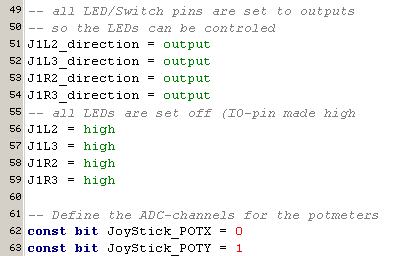 49 -- all LED/Switch pins are set to outputs
50 -- so the LEDs can be controled
51 J1L2_direction = output
52 J1L3_direction = output
53 J1R2_direction = output
54 J1R3_direction = output
55 -- all LEDs are set off (IO-pin made high
56 J1L2 = high
57 J1L3 = high
58 J1R2 = high
59 J1R3 = high
60
61 -- Define the ADC-channels for the potmeters
62 const bit JoyStick_POTX = 0
63 const bit JoyStick_POTY = 1